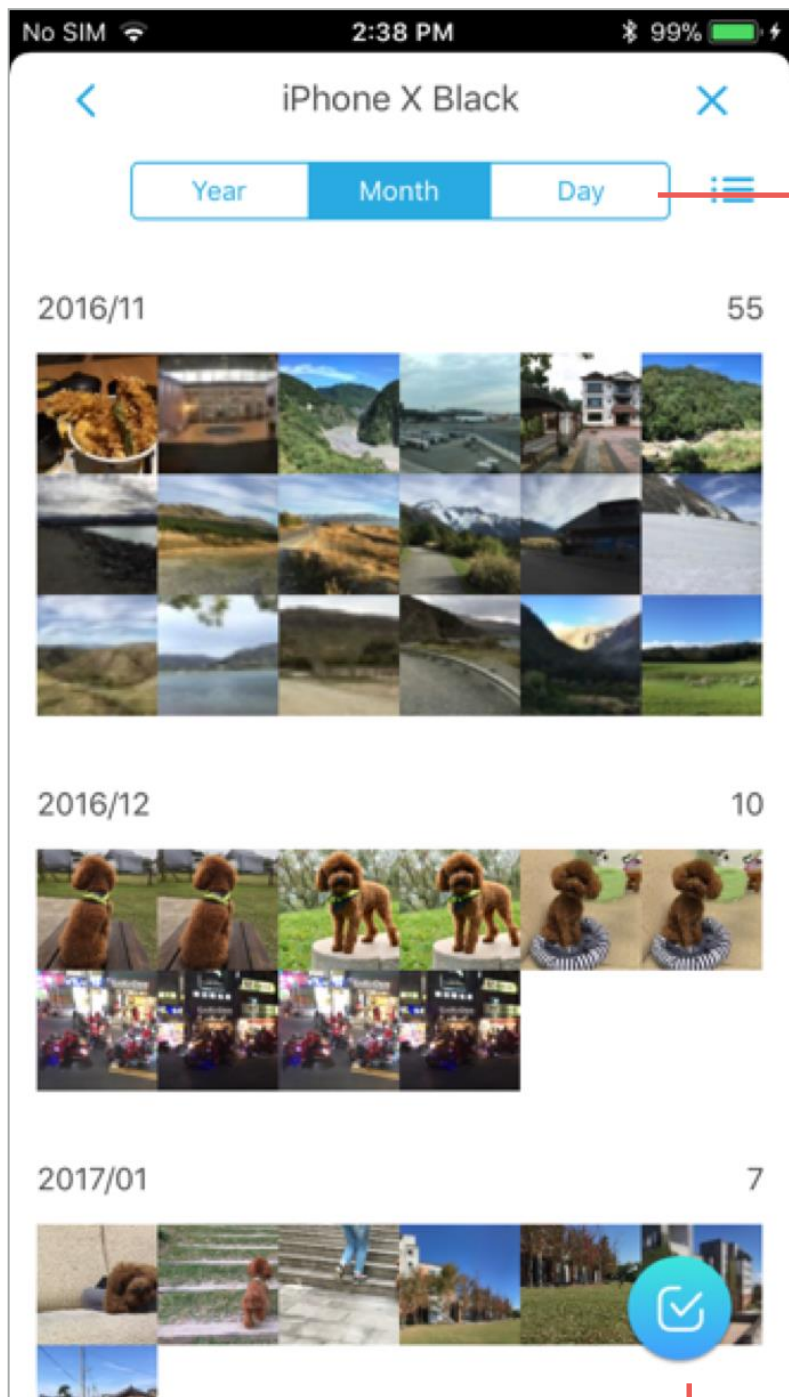 No SIM 2:38 PM 99%
iPhone X Black
Year Month Day
2016/11 55
2016/12 10
2017/01 7